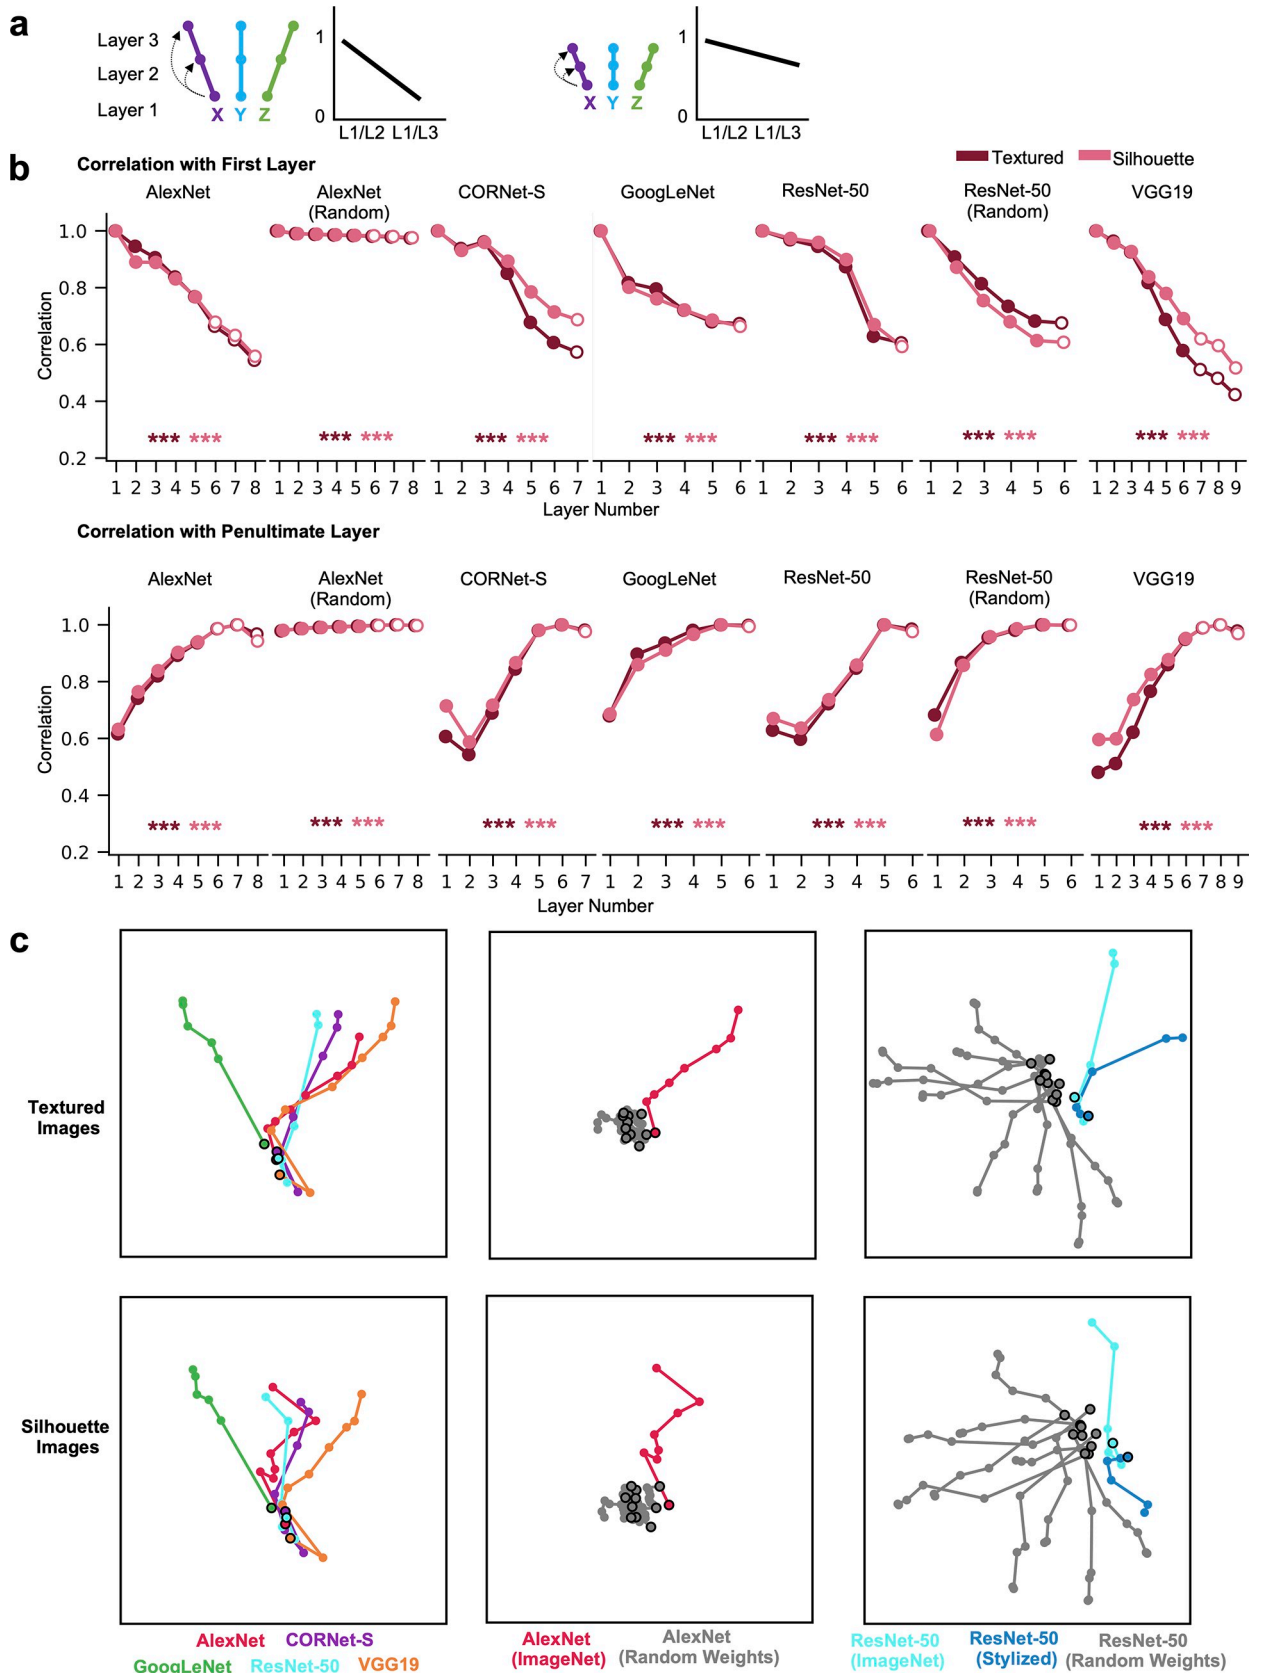 a
Layer 3
Layer 2
Layer 1
X Y Z
1
0
L1/L2 L1/L3
X Y Z
1
0
L1/L2 L1/L3
b
Correlation with First Layer
Textured Silhouette
AlexNet
AlexNet
(Random)
CORNet-S
GoogLeNet
ResNet-50
ResNet-50
(Random)
VGG19
Correlation
1.0
0.8
0.6
0.4
0.2
*** ***
*** ***
*** ***
*** ***
*** ***
*** ***
*** ***
1 2 3 4 5 6 7 8
1 2 3 4 5 6 7 8
1 2 3 4 5 6 7
1 2 3 4 5 6
1 2 3 4 5 6
1 2 3 4 5 6
1 2 3 4 5 6 7 8 9
Layer Number
Correlation with Penultimate Layer
AlexNet
AlexNet
(Random)
CORNet-S
GoogLeNet
ResNet-50
ResNet-50
(Random)
VGG19
Correlation
1.0
0.8
0.6
0.4
0.2
*** ***
*** ***
*** ***
*** ***
*** ***
*** ***
*** ***
1 2 3 4 5 6 7 8
1 2 3 4 5 6 7 8
1 2 3 4 5 6 7
1 2 3 4 5 6
1 2 3 4 5 6
1 2 3 4 5 6
1 2 3 4 5 6 7 8 9
Layer Number
c
Textured
Images
Silhouette
Images
AlexNet CORNet-S
GoogLeNet ResNet-50 VGG19
AlexNet
(ImageNet)
AlexNet
(Random Weights)
ResNet-50
(ImageNet)
ResNet-50
(Stylized)
ResNet-50
(Random Weights)